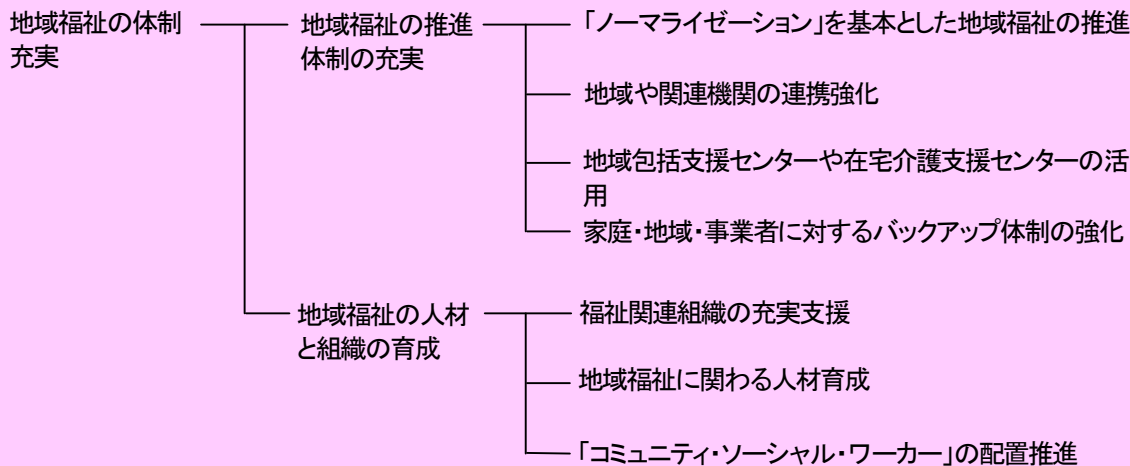 地域福祉の体制
充実
地域福祉の推進
体制の充実
「ノーマライゼーション」を基本とした地域福祉の推進
地域や関連機関の連携強化
地域包括支援センターや在宅介護支援センターの活
用
家庭・地域・事業者に対するバックアップ体制の強化
地域福祉の人材
と組織の育成
福祉関連組織の充実支援
地域福祉に関わる人材育成
「コミュニティ・ソーシャル・ワーカー」の配置推進